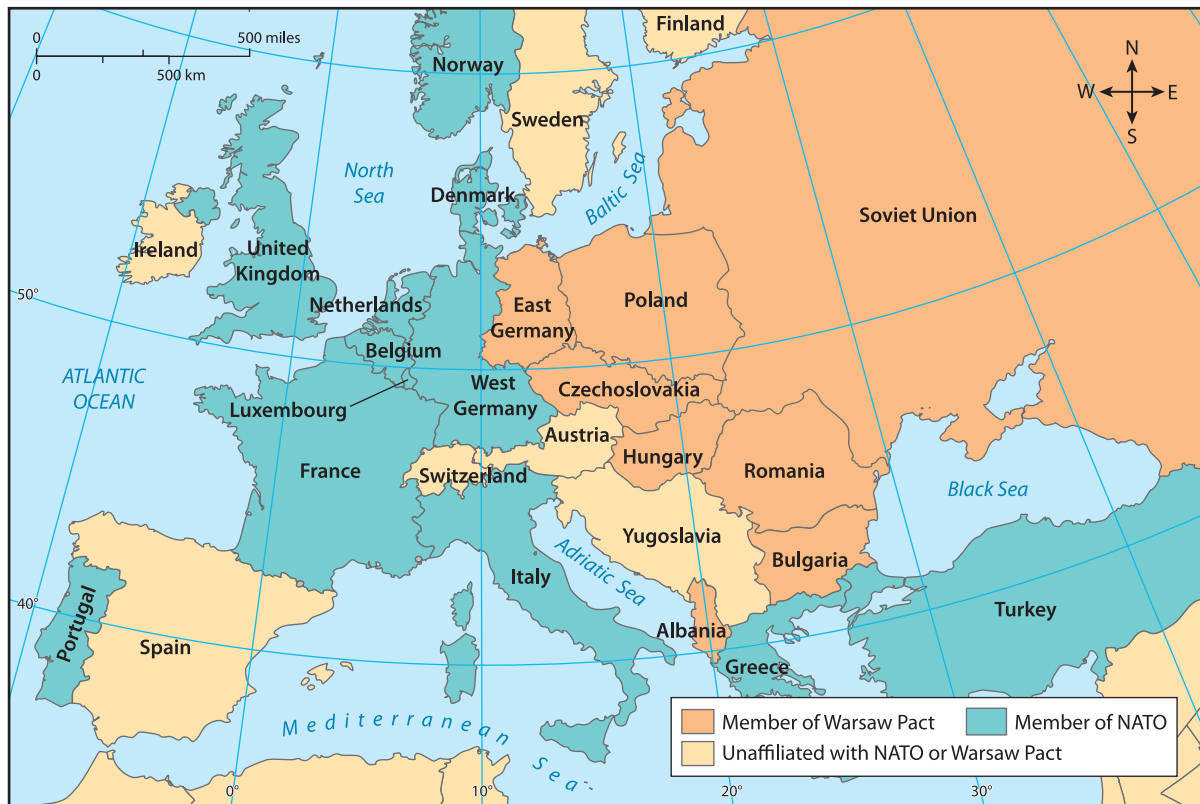 0 500 miles
0 500 km
Finland
N
W E
S
Norway
Sweden
North
Sea
Denmark
Baltic Sea
Soviet Union
Ireland
United
Kingdom
50°
Netherlands
East
Germany
Poland
Belgium
ATLANTIC
OCEAN
Luxembourg
West
Germany
Czechoslovakia
Austria
Hungary
France
Switzerland
Romania
Black Sea
Yugoslavia
Bulgaria
Adriatic Sea
Italy
40°
Portugal
Spain
Albania
Turkey
Greece
Mediterranean
Sea
Member of Warsaw Pact
Member of NATO
Unaffiliated with NATO or Warsaw Pact
0° 10° 20° 30°